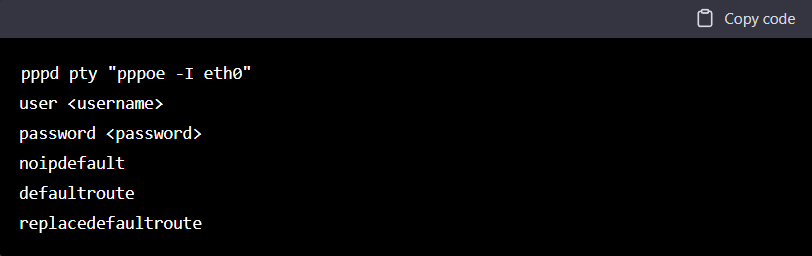 Copy code
pppd pty "pppoe -I eth0"
user <username>
password <password>
noipdefault
defaultroute
replacedefaultroute